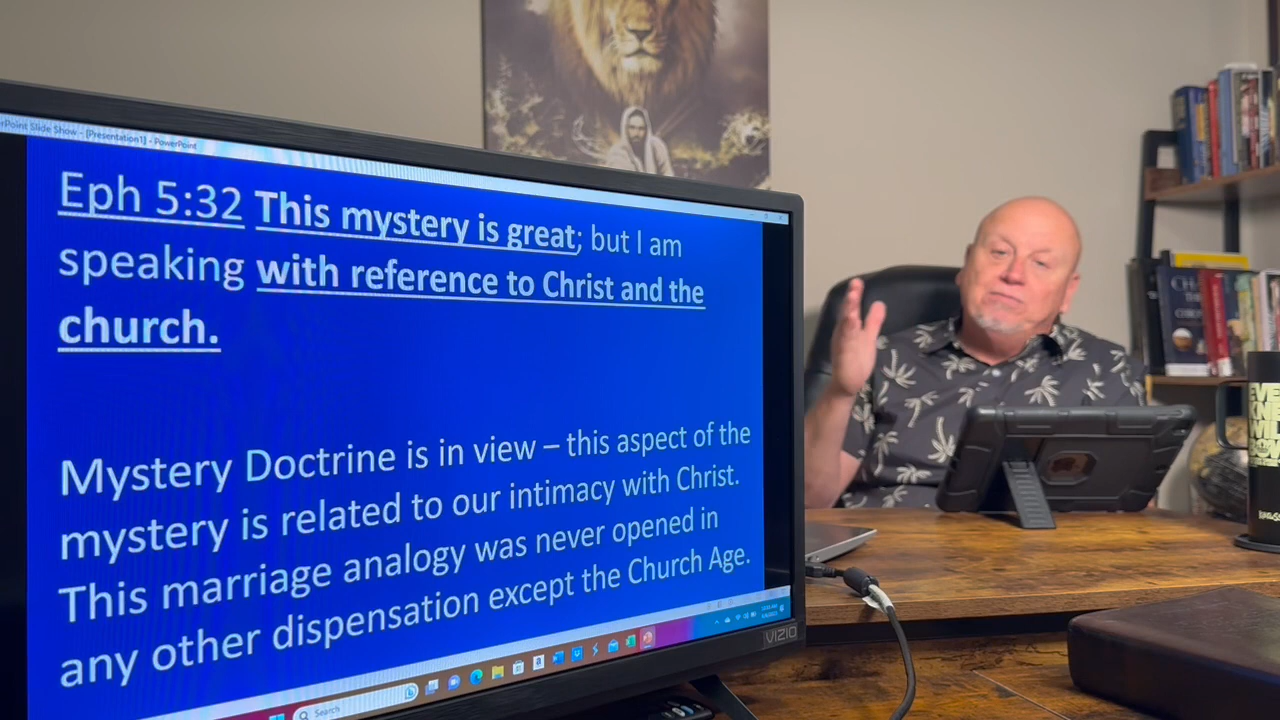 PowerPoint Slide Show - [Presentation1] - PowerPoint
Eph 5:32 This mystery is great; but I am
speaking with reference to Christ and the
church.
Mystery Doctrine is in view – this aspect of the
mystery is related to our intimacy with Christ.
This marriage analogy was never opened in
any other dispensation except the Church Age.
Search
VIZIO